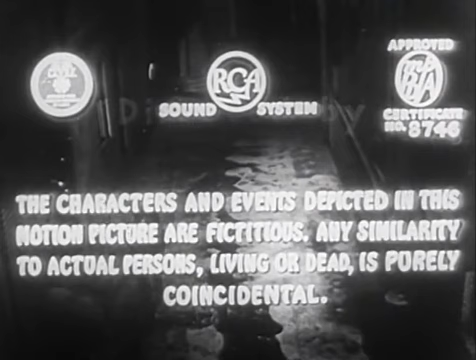 APPROVED
RCA
MPPDA
SOUND SYSTEM
CERTIFICATE
NO. 8746
THE CHARACTERS AND EVENTS DEPICTED IN THIS
MOTION PICTURE ARE FICTITIOUS. ANY SIMILARITY
TO ACTUAL PERSONS, LIVING OR DEAD, IS PURELY
COINCIDENTAL.